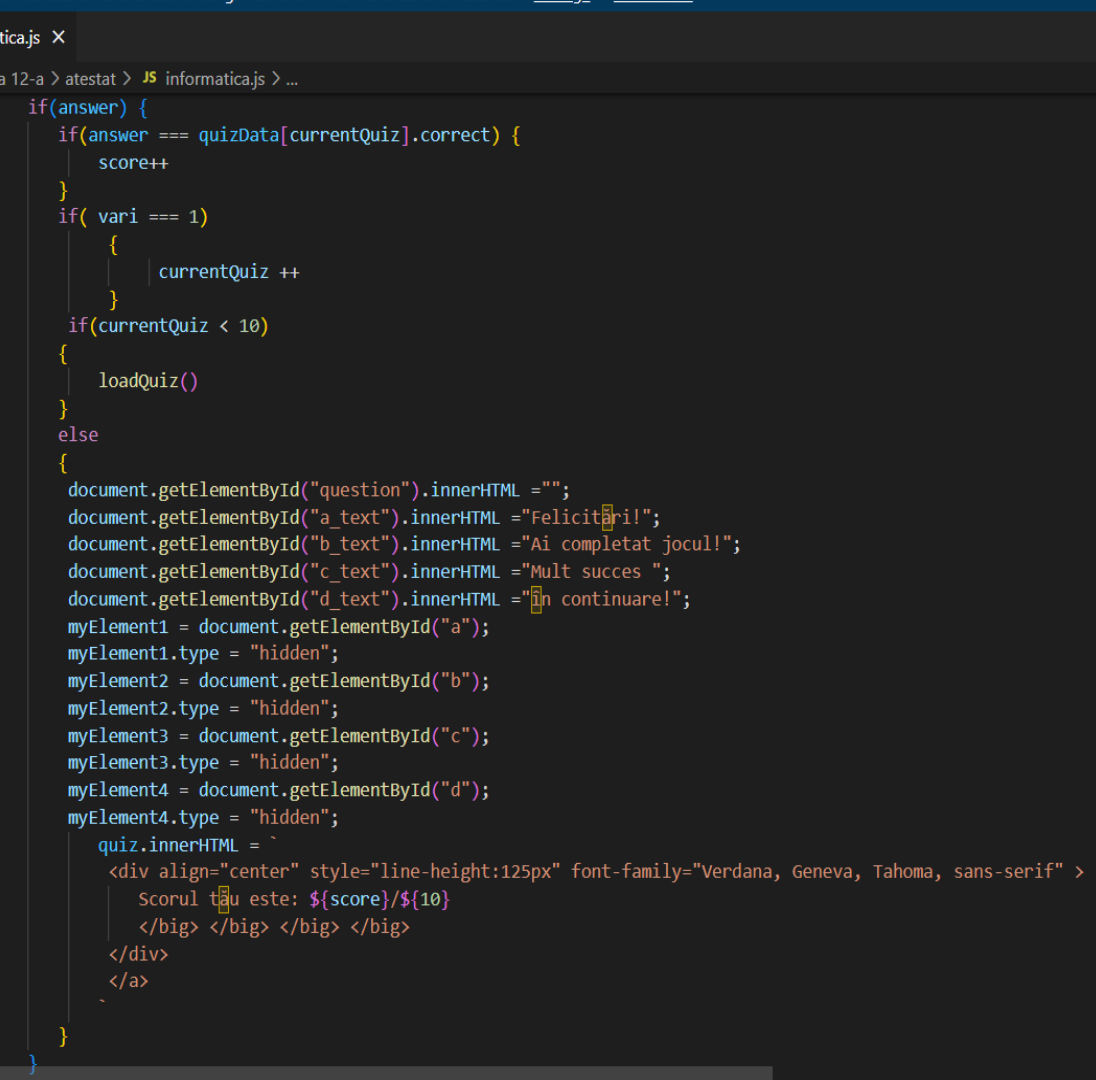 tica.js ×
a 12-a > atestat > JS informatica.js > ...
if(answer) {
if(answer === quizData[currentQuiz].correct) {
score++
}
if( vari === 1)
{
currentQuiz ++
}
if(currentQuiz < 10)
{
loadQuiz()
}
else
{
document.getElementById("question").innerHTML ="";
document.getElementById("a_text").innerHTML ="Felicitări!";
document.getElementById("b_text").innerHTML ="Ai completat jocul!";
document.getElementById("c_text").innerHTML ="Mult succes ";
document.getElementById("d_text").innerHTML ="în continuare!";
myElement1 = document.getElementById("a");
myElement1.type = "hidden";
myElement2 = document.getElementById("b");
myElement2.type = "hidden";
myElement3 = document.getElementById("c");
myElement3.type = "hidden";
myElement4 = document.getElementById("d");
myElement4.type = "hidden";
quiz.innerHTML = `
<div align="center" style="line-height:125px" font-family="Verdana, Geneva, Tahoma, sans-serif" >
Scorul tău este: ${score}/${10}
</big> </big> </big> </big>
</div>
</a>
`
}
}